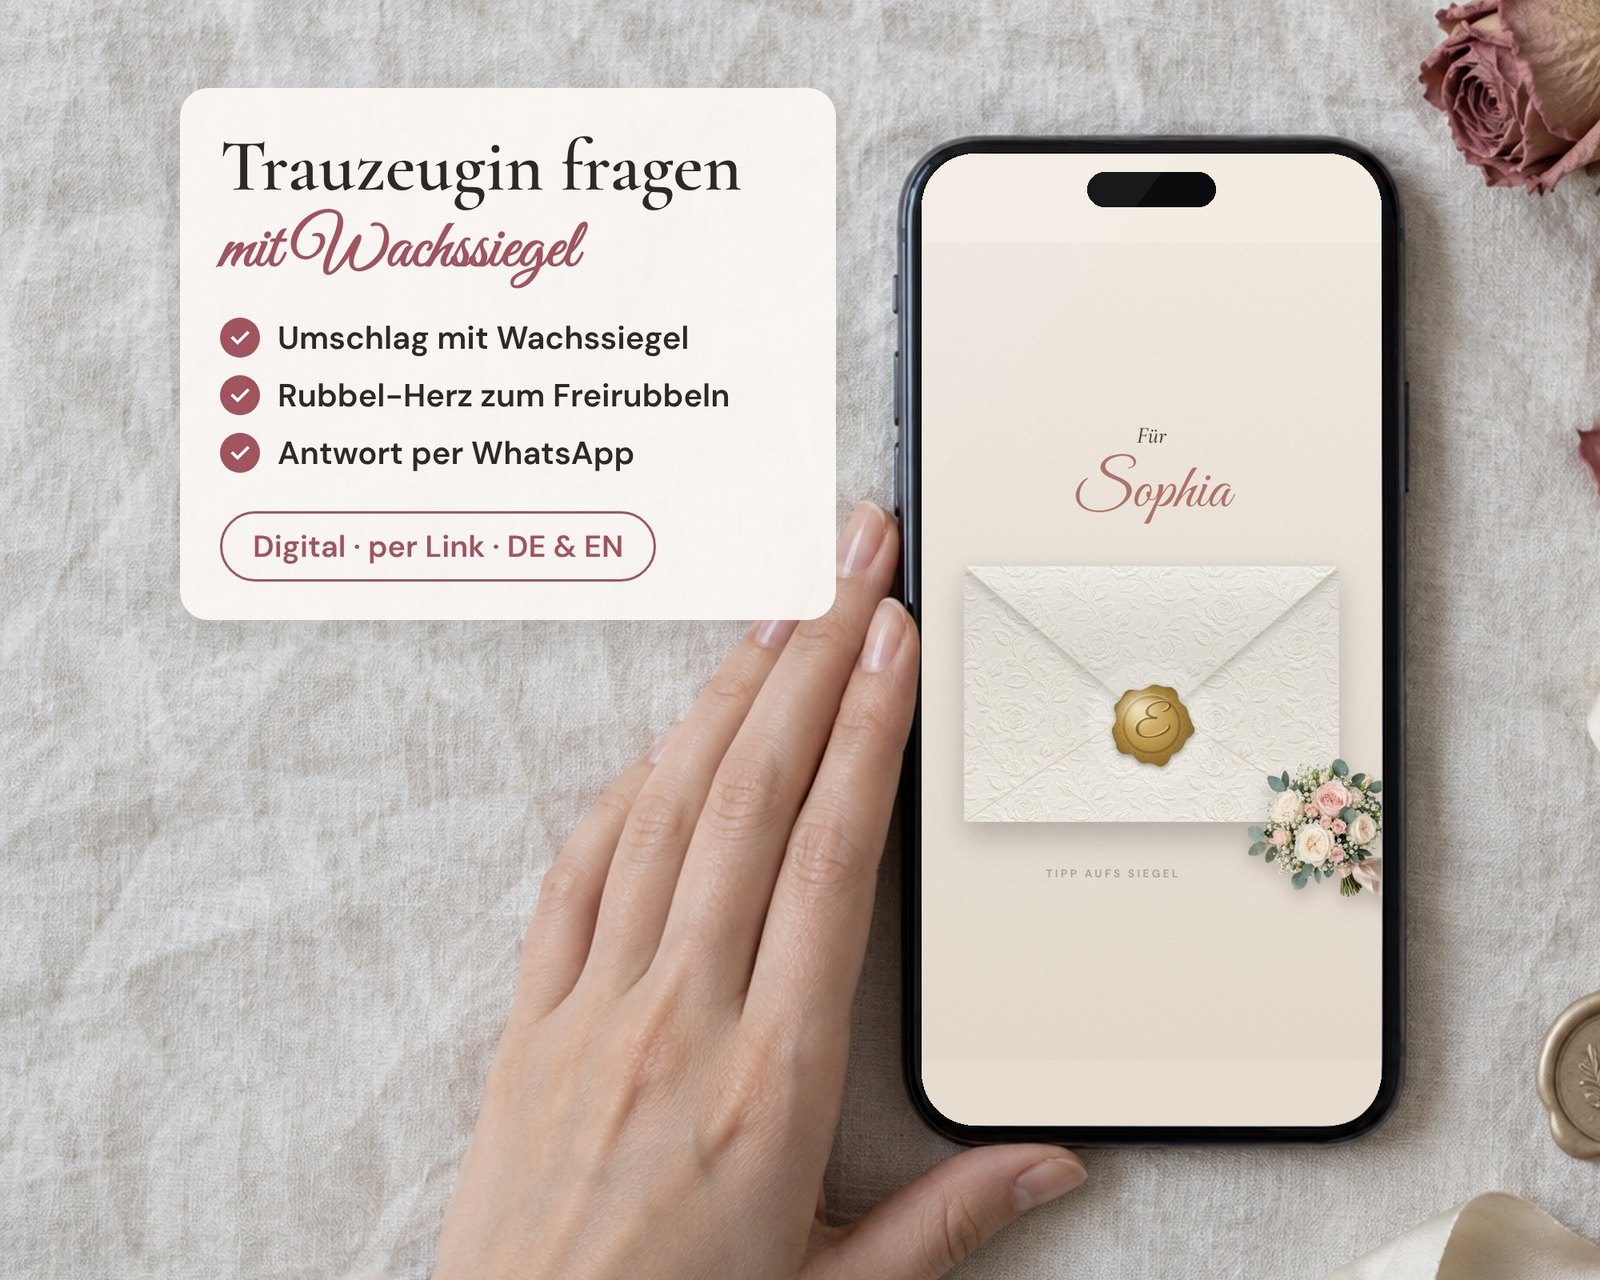 Trauzeugin fragen
mit Wachssiegel
Umschlag mit Wachssiegel
Rubbel-Herz zum Freirubbeln
Antwort per WhatsApp
Digital · per Link · DE & EN
Für
Sophia
E
TIPP AUFS SIEGEL